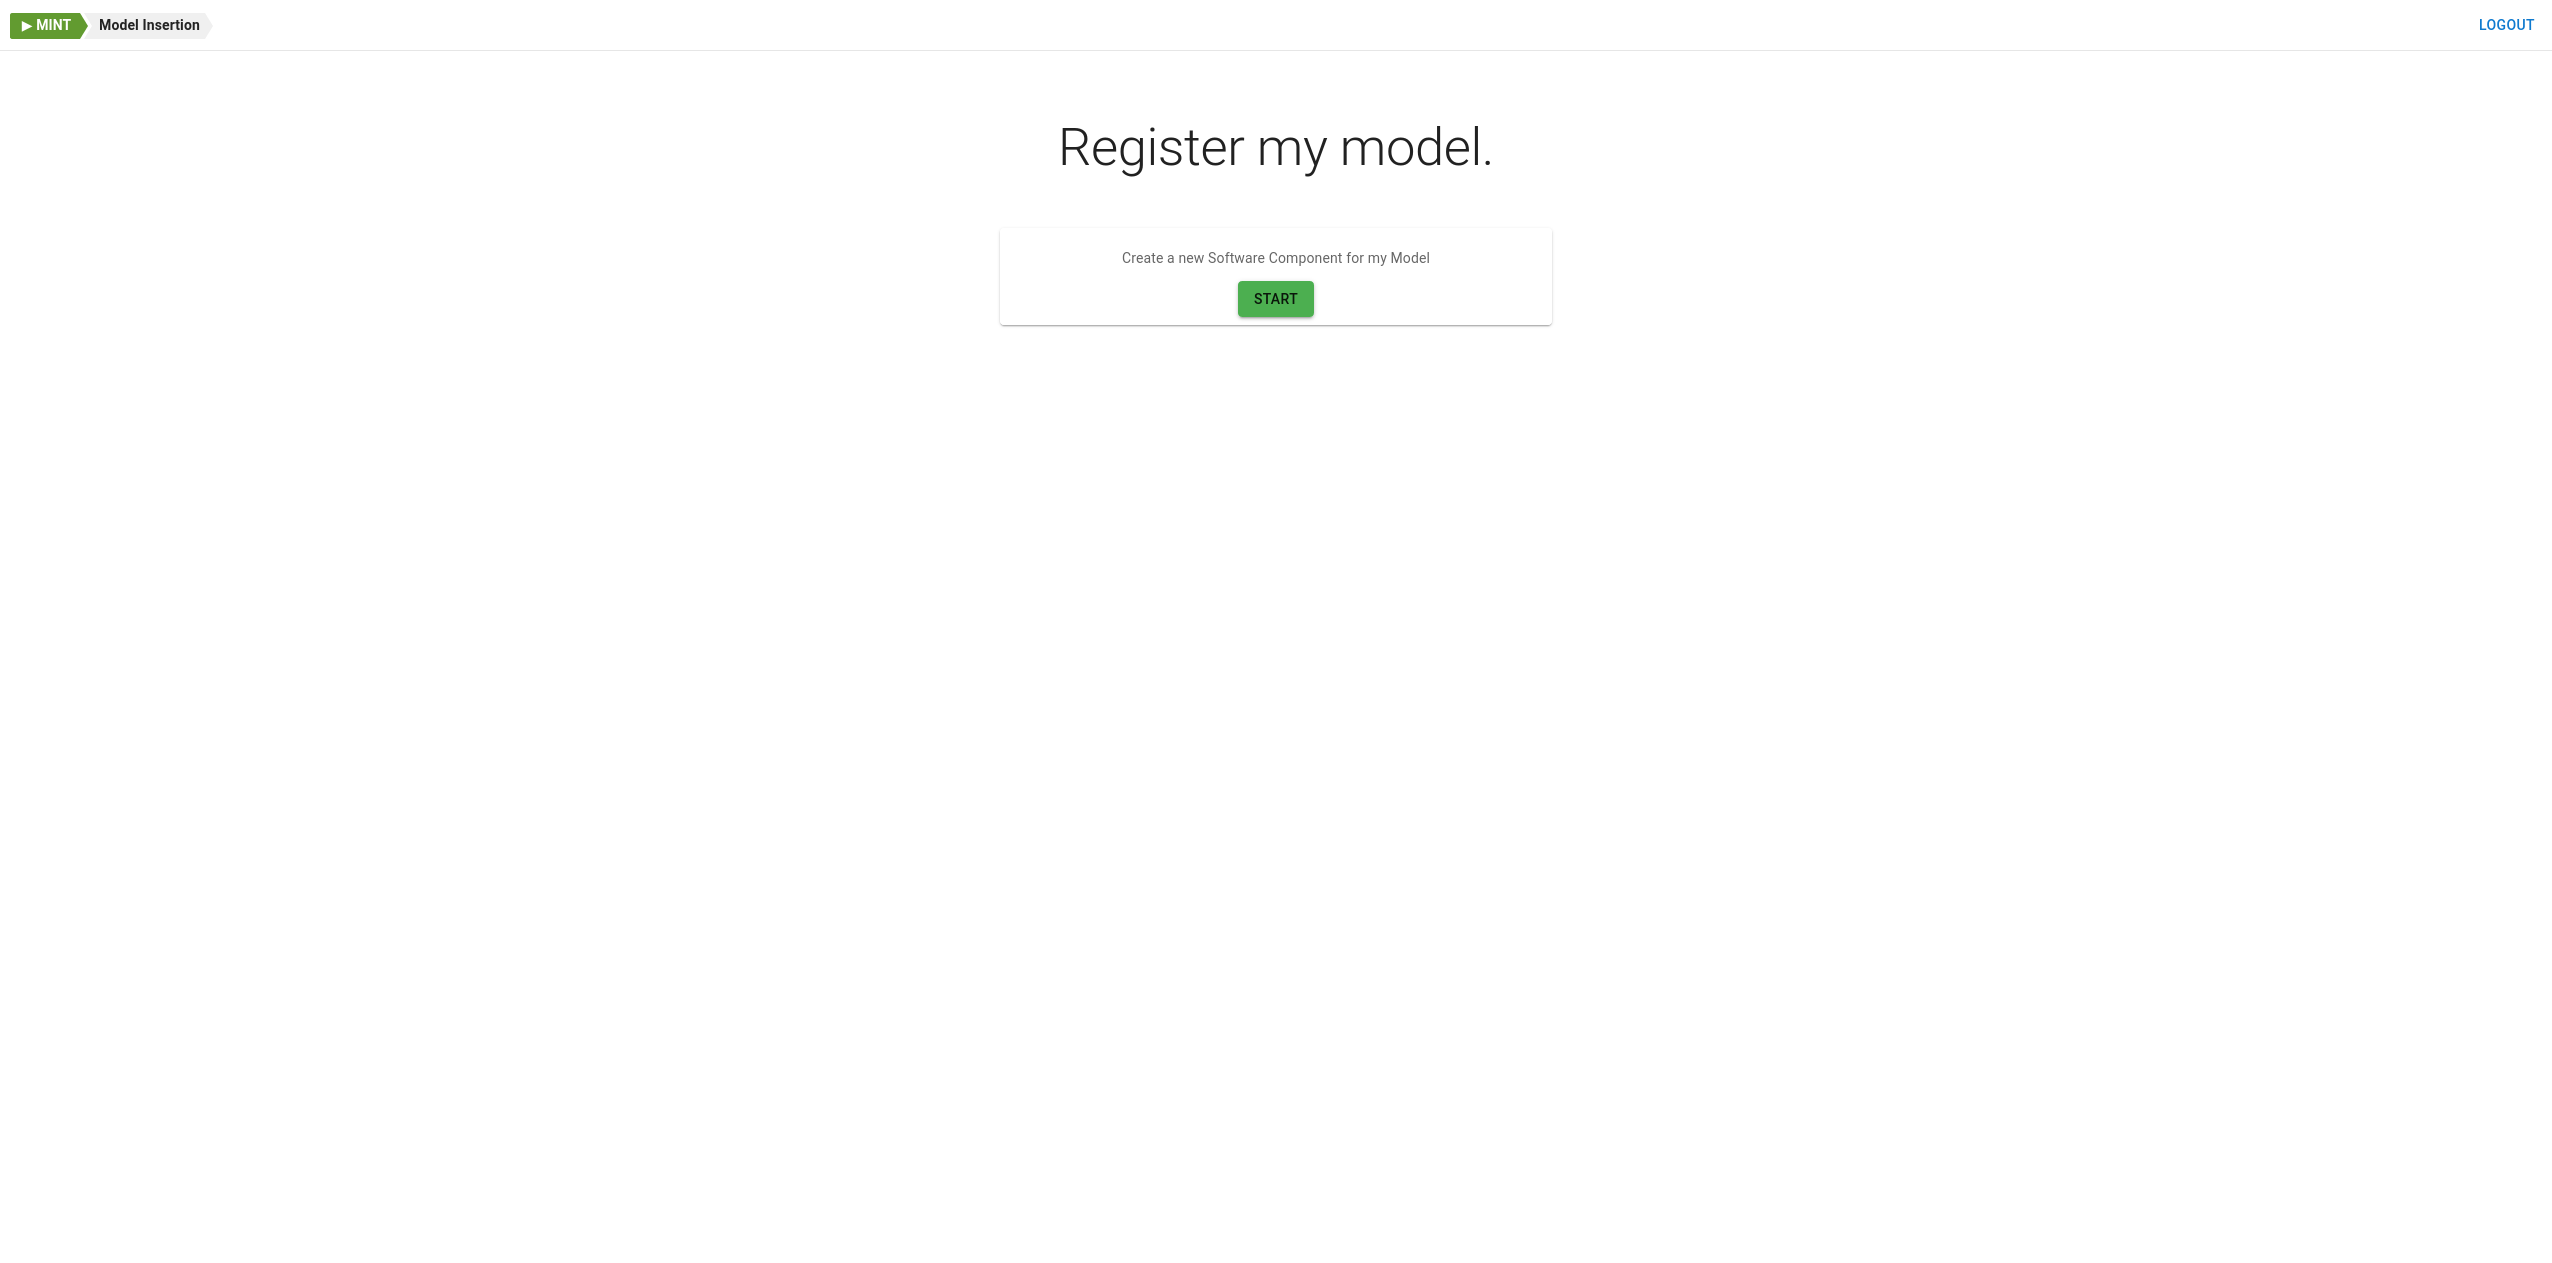 ▶ MINT
Model Insertion
LOGOUT
Register my model.
Create a new Software Component for my Model
START